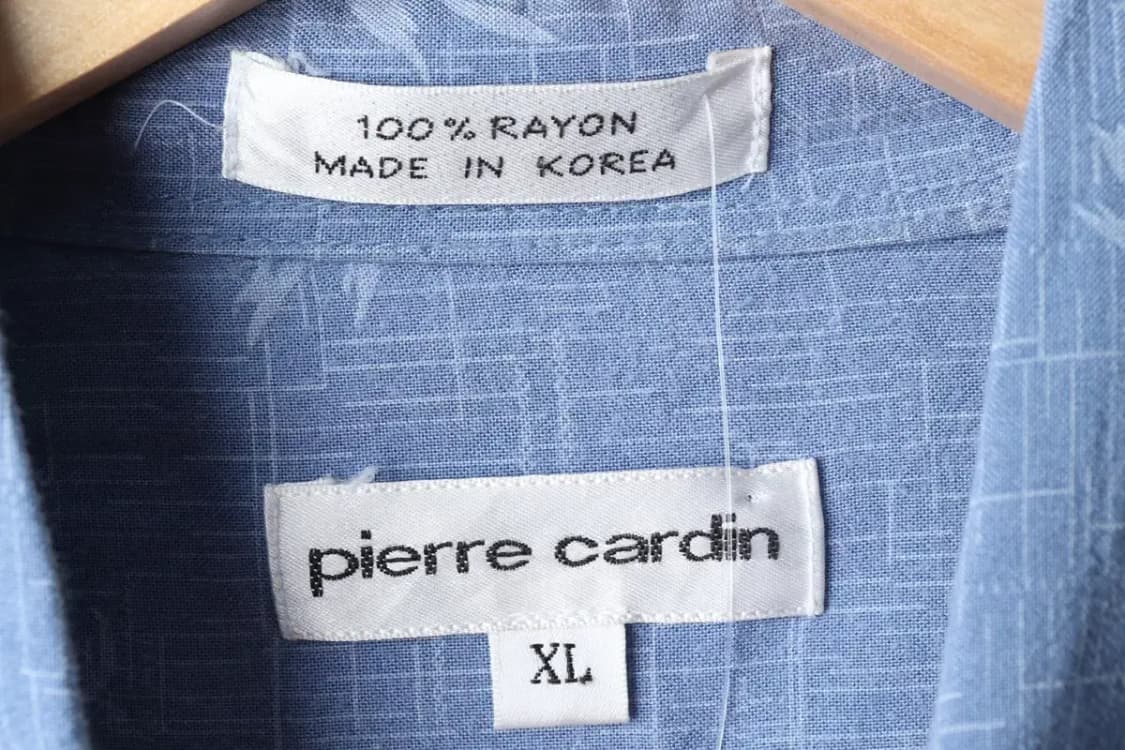 100% RAYON
MADE IN KOREA
pierre cardin
XL